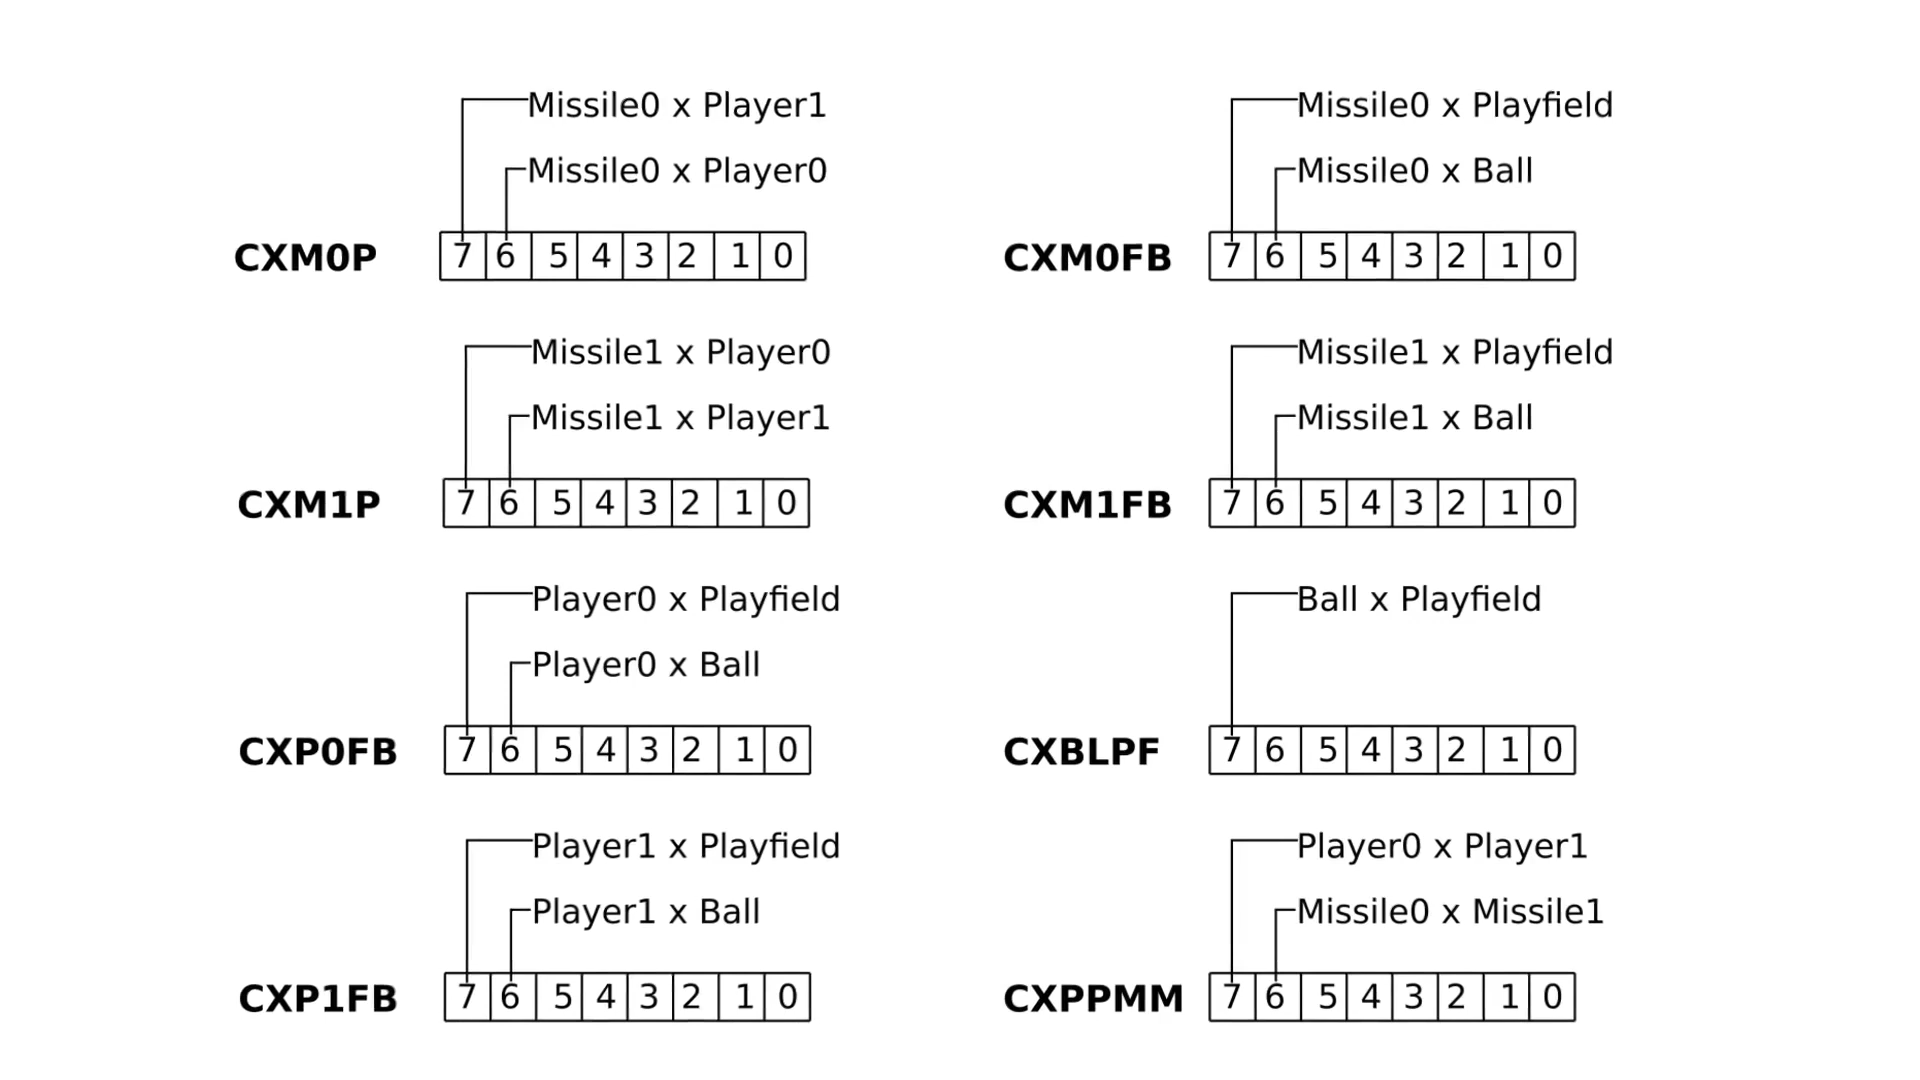 Missile0 x Player1
Missile0 x Player0
CXM0P 7 6 5 4 3 2 1 0
Missile0 x Playfield
Missile0 x Ball
CXM0FB 7 6 5 4 3 2 1 0
Missile1 x Player0
Missile1 x Player1
CXM1P 7 6 5 4 3 2 1 0
Missile1 x Playfield
Missile1 x Ball
CXM1FB 7 6 5 4 3 2 1 0
Player0 x Playfield
Player0 x Ball
CXP0FB 7 6 5 4 3 2 1 0
Ball x Playfield
CXBLPF 7 6 5 4 3 2 1 0
Player1 x Playfield
Player1 x Ball
CXP1FB 7 6 5 4 3 2 1 0
Player0 x Player1
Missile0 x Missile1
CXPPMM 7 6 5 4 3 2 1 0